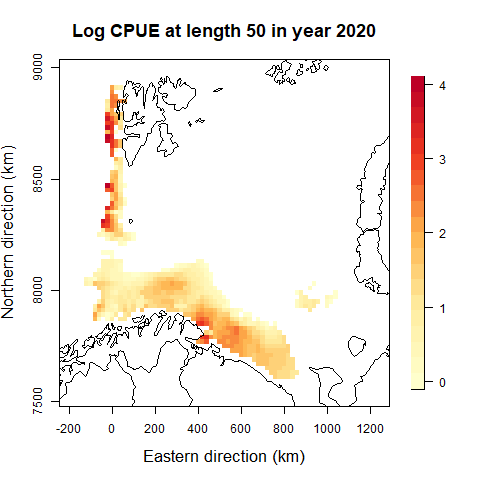 Log CPUE at length 50 in year 2020
9000
8500
8000
7500
Northern direction (km)
-200 0 200 400 600 800 1000 1200
Eastern direction (km)
4
3
2
1
0